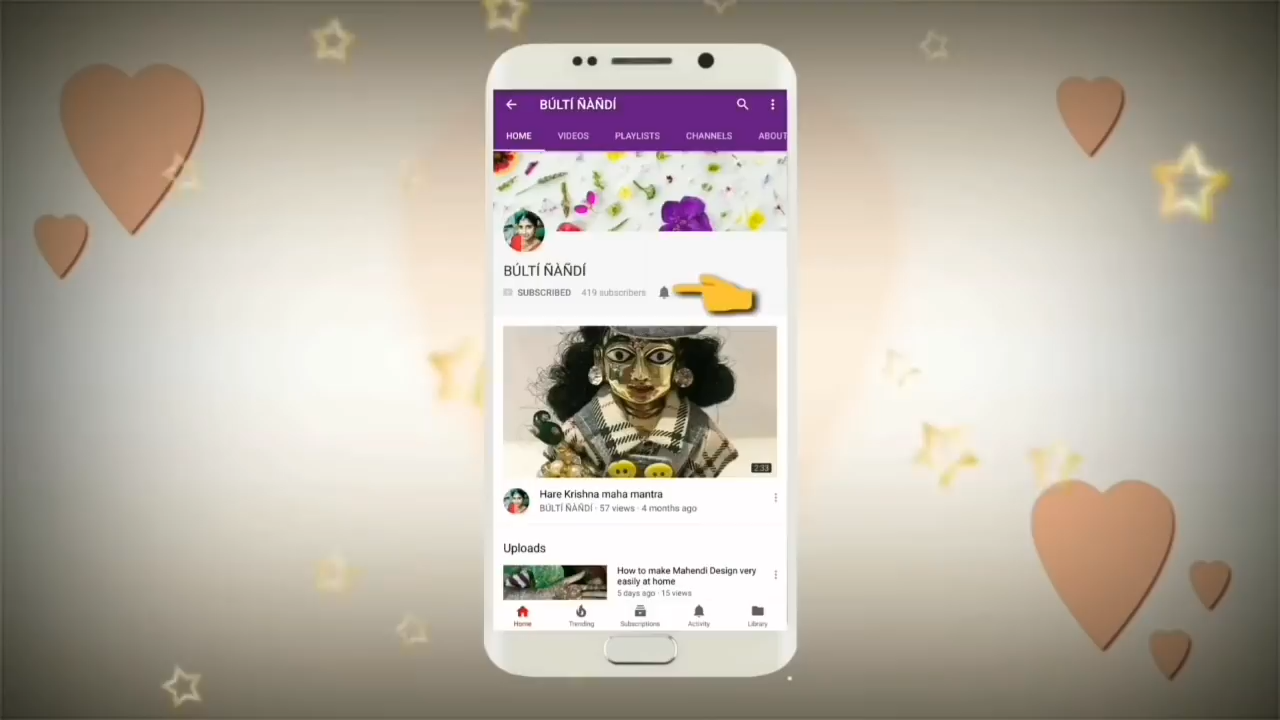 BÚLTÍ ÑÀÑDÍ
HOME VIDEOS PLAYLISTS CHANNELS ABOUT
BÚLTÍ ÑÀÑDÍ
SUBSCRIBED 419 subscribers
2:33
Hare Krishna maha mantra
BÚLTÍ ÑÀÑDÍ · 57 views · 4 months ago
Uploads
How to make Mahendi Design very
easily at home
5 days ago · 15 views
Home Trending Subscriptions Activity Library